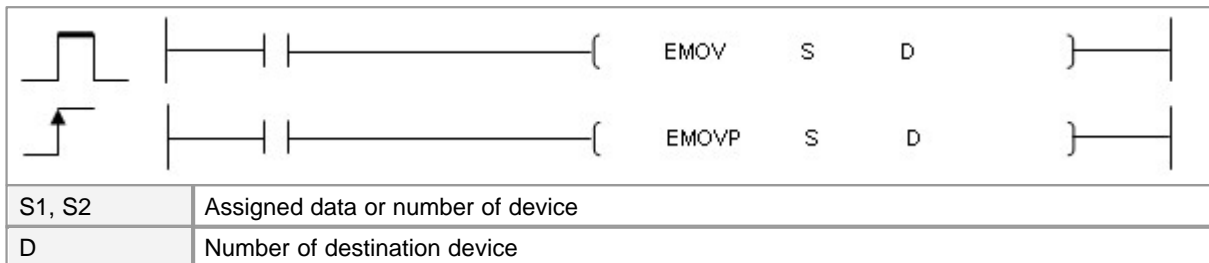 EMOV S D
EMOVP S D
S1, S2 Assigned data or number of device
D Number of destination device